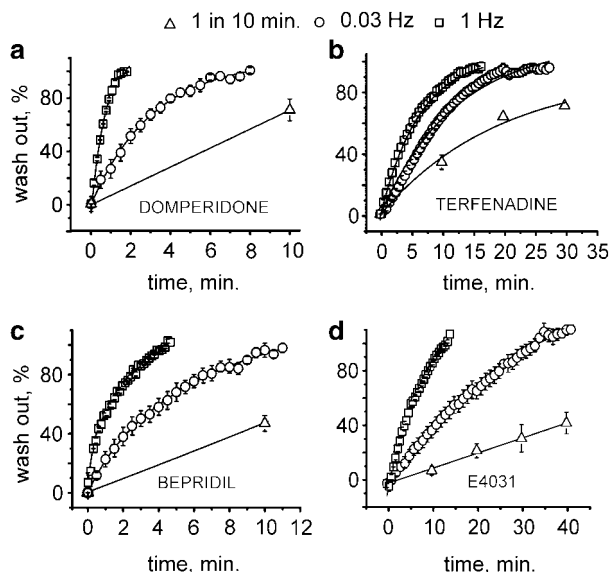 △ 1 in 10 min. ○ 0.03 Hz □ 1 Hz
a
b
wash out, %
80
40
0
0 2 4 6 8 10
DOMPERIDONE
time, min.
80
40
0
0 5 10 15 20 25 30 35
TERFENADINE
time, min.
c
d
wash out, %
80
40
0
0 2 4 6 8 10 12
BEPRIDIL
time, min.
80
40
0
0 10 20 30 40
E4031
time, min.